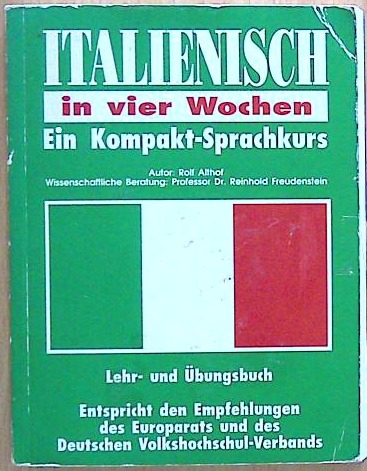 ITALIENISCH
in vier Wochen
Ein Kompakt-Sprachkurs
Autor: Rolf Althof
Wissenschaftliche Beratung: Professor Dr. Reinhold Freudenstein
Lehr- und Übungsbuch
Entspricht den Empfehlungen
des Europarats und des
Deutschen Volkshochschul-Verbands